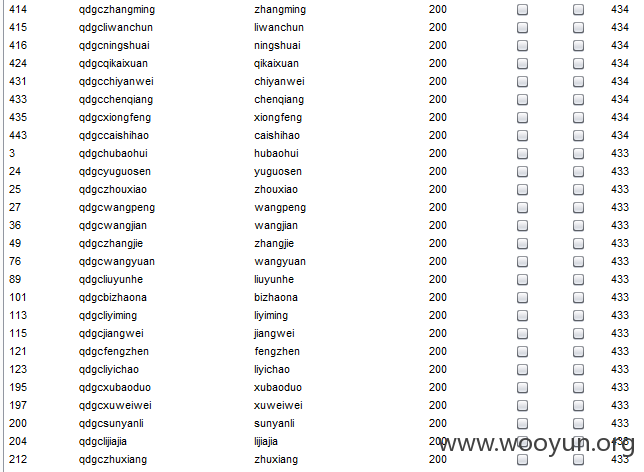 414 qdgczhangming zhangming 200 434
415 qdgcliwanchun liwanchun 200 434
416 qdgcningshuai ningshuai 200 434
424 qdgcqikaixuan qikaixuan 200 434
431 qdgcchiyanwei chiyanwei 200 434
433 qdgcchenqiang chenqiang 200 434
435 qdgcxiongfeng xiongfeng 200 434
443 qdgccaishihao caishihao 200 434
3 qdgchubaohui hubaohui 200 433
24 qdgcyuguosen yuguosen 200 433
25 qdgczhouxiao zhouxiao 200 433
27 qdgcwangpeng wangpeng 200 433
36 qdgcwangjian wangjian 200 433
49 qdgczhangjie zhangjie 200 433
76 qdgcwangyuan wangyuan 200 433
89 qdgcliuyunhe liuyunhe 200 433
101 qdgcbizhaona bizhaona 200 433
113 qdgcliyiming liyiming 200 433
115 qdgcjiangwei jiangwei 200 433
121 qdgcfengzhen fengzhen 200 433
123 qdgcliyichao liyichao 200 433
195 qdgcxubaoduo xubaoduo 200 433
197 qdgcxuweiwei xuweiwei 200 433
200 qdgcsunyanli sunyanli 200 433
204 qdgclijiajia lijiajia 200 433
www.wooyun.org
212 qdgczhuxiang zhuxiang 200 433